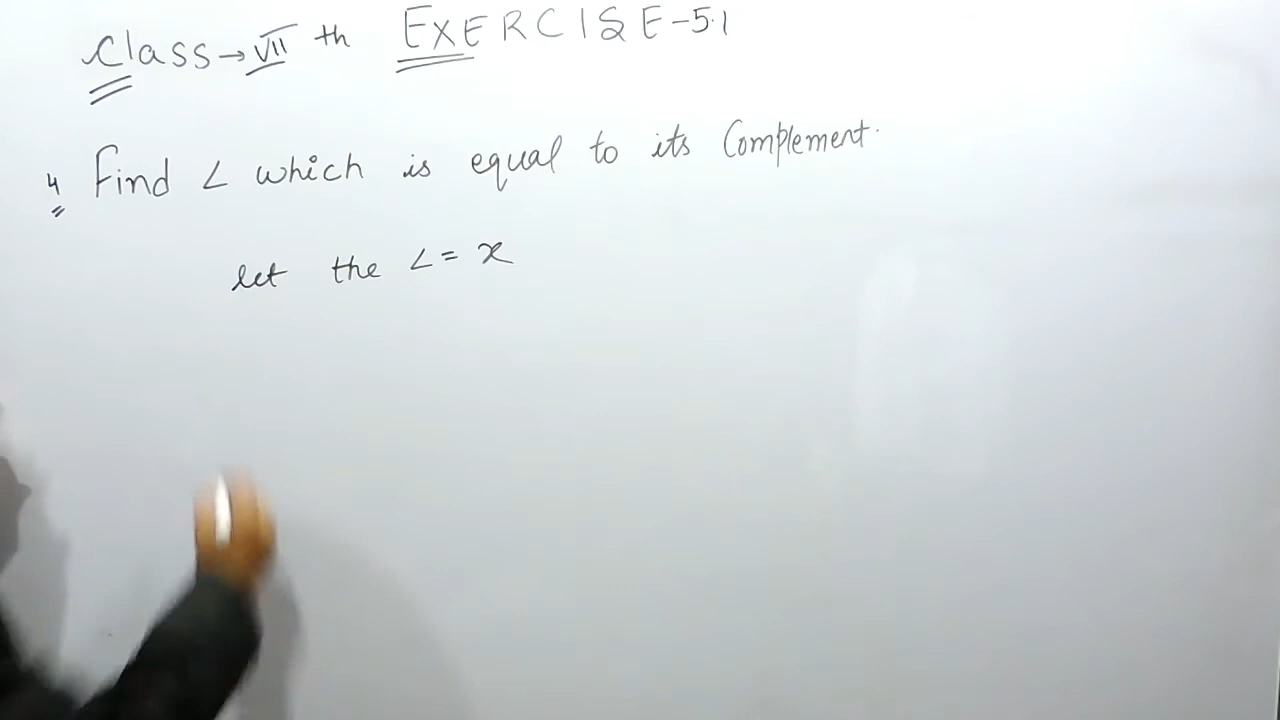 Class → VII th EXERCISE - 5.1
4 Find ∠ which is equal to its Complement.
let the ∠ = x